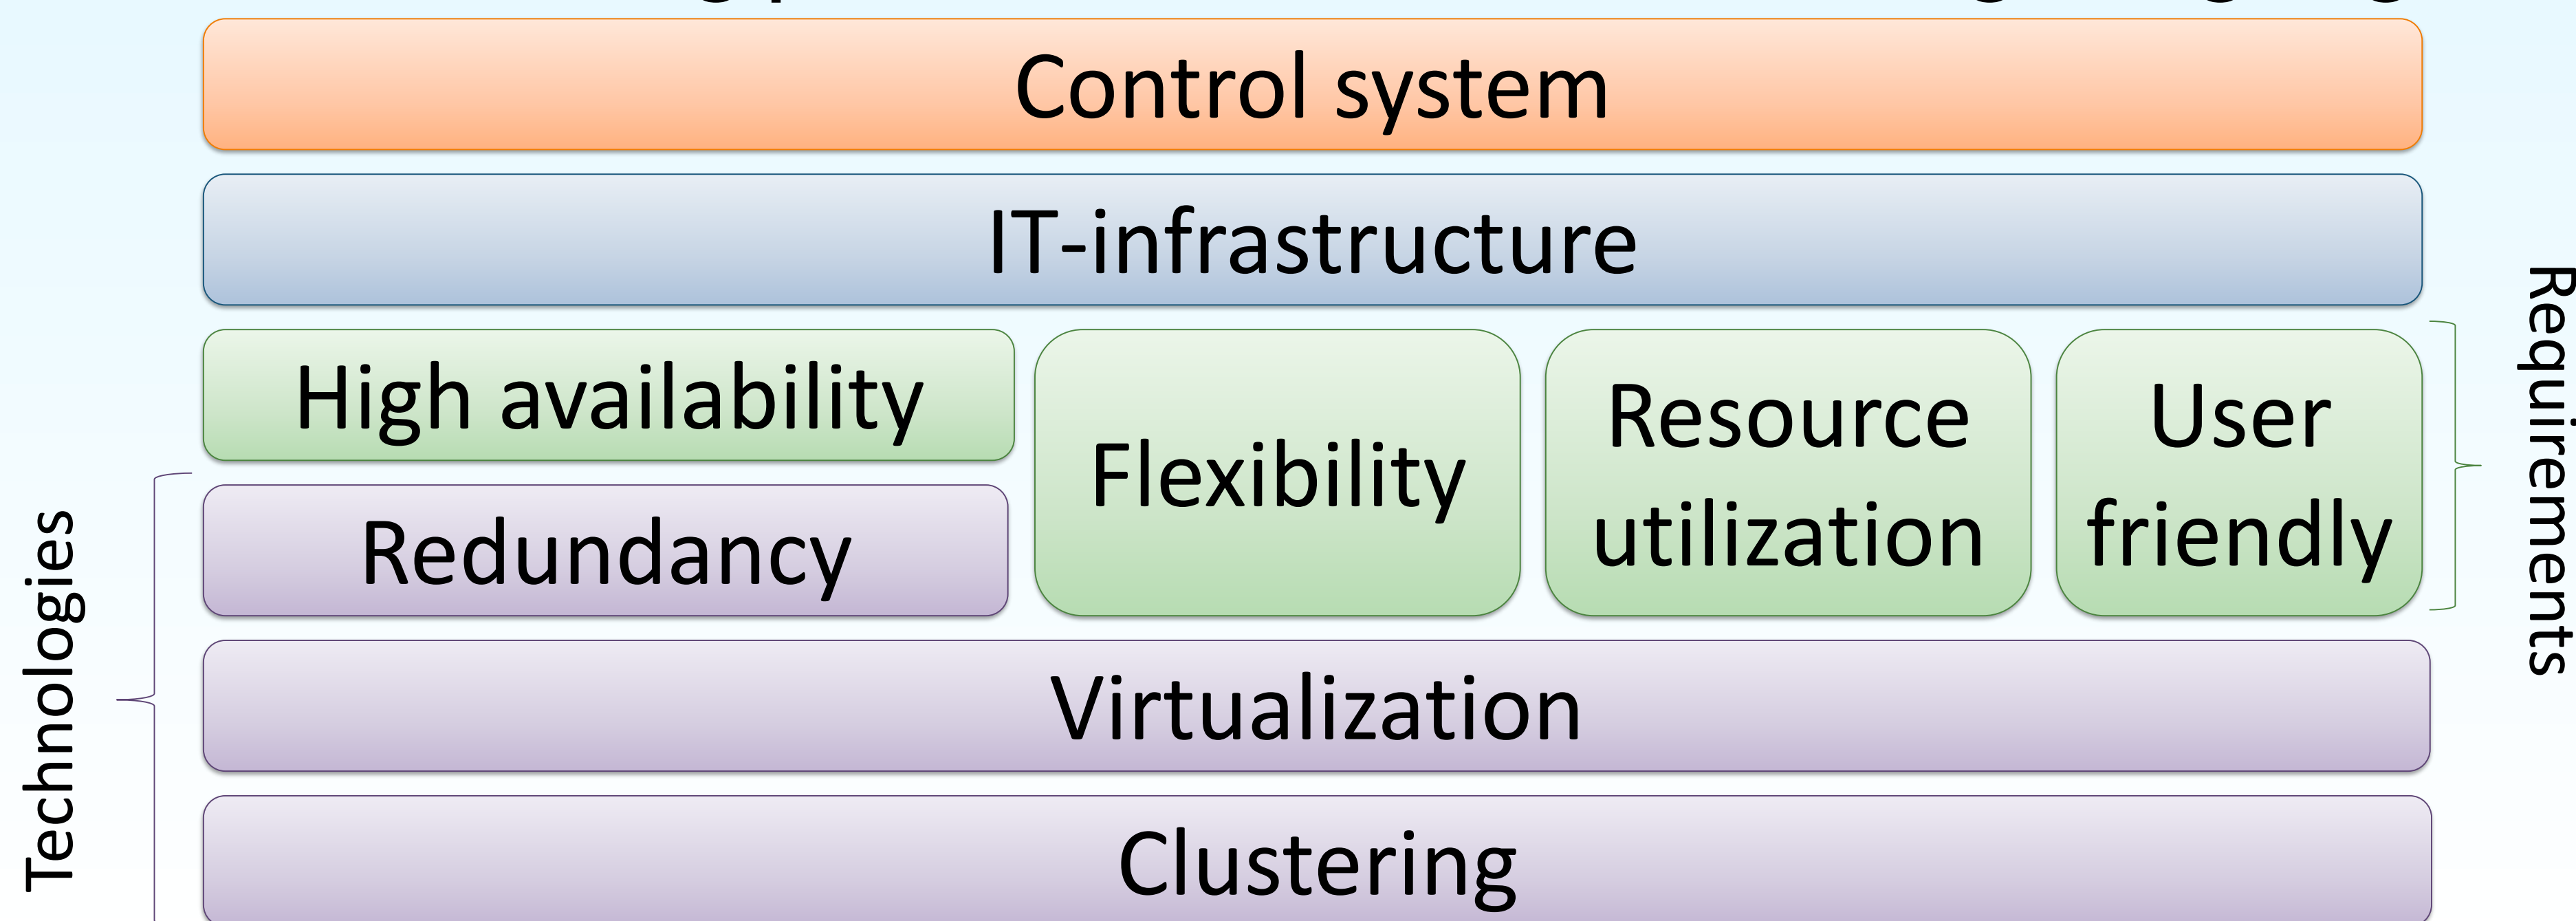 Control system
IT-infrastructure
High availability
Flexibility
Resource
utilization
User
friendly
Requirements
Redundancy
Technologies
Virtualization
Clustering